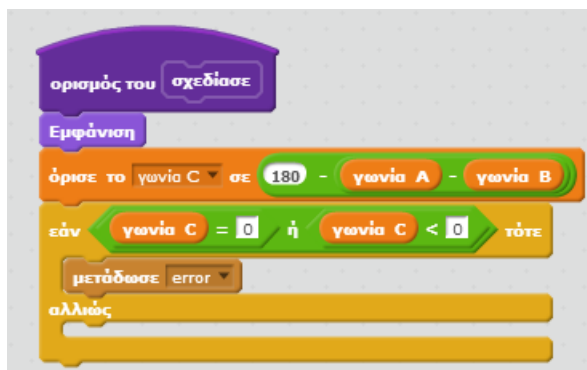 ορισμός του σχεδίασε
Εμφάνιση
όρισε το γωνία C σε 180 - γωνία A - γωνία B
εάν γωνία C = 0 ή γωνία C < 0 τότε
μετάδωσε error
αλλιώς